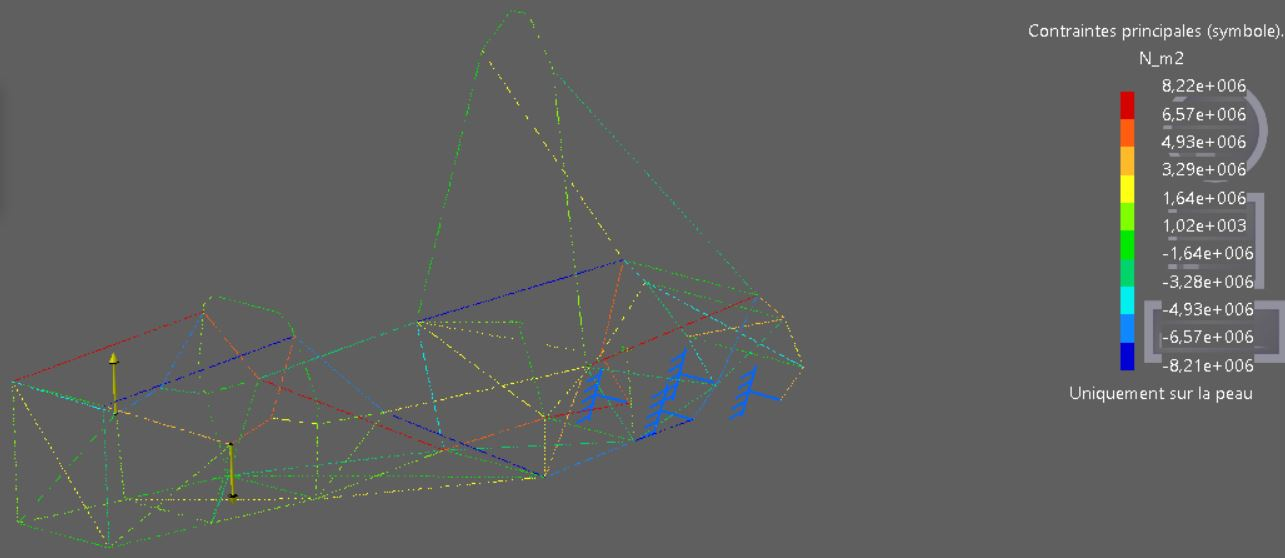 Contraintes principales (symbole).
N_m2
8,22e+006
6,57e+006
4,93e+006
3,29e+006
1,64e+006
1,02e+003
-1,64e+006
-3,28e+006
-4,93e+006
-6,57e+006
-8,21e+006
Uniquement sur la peau